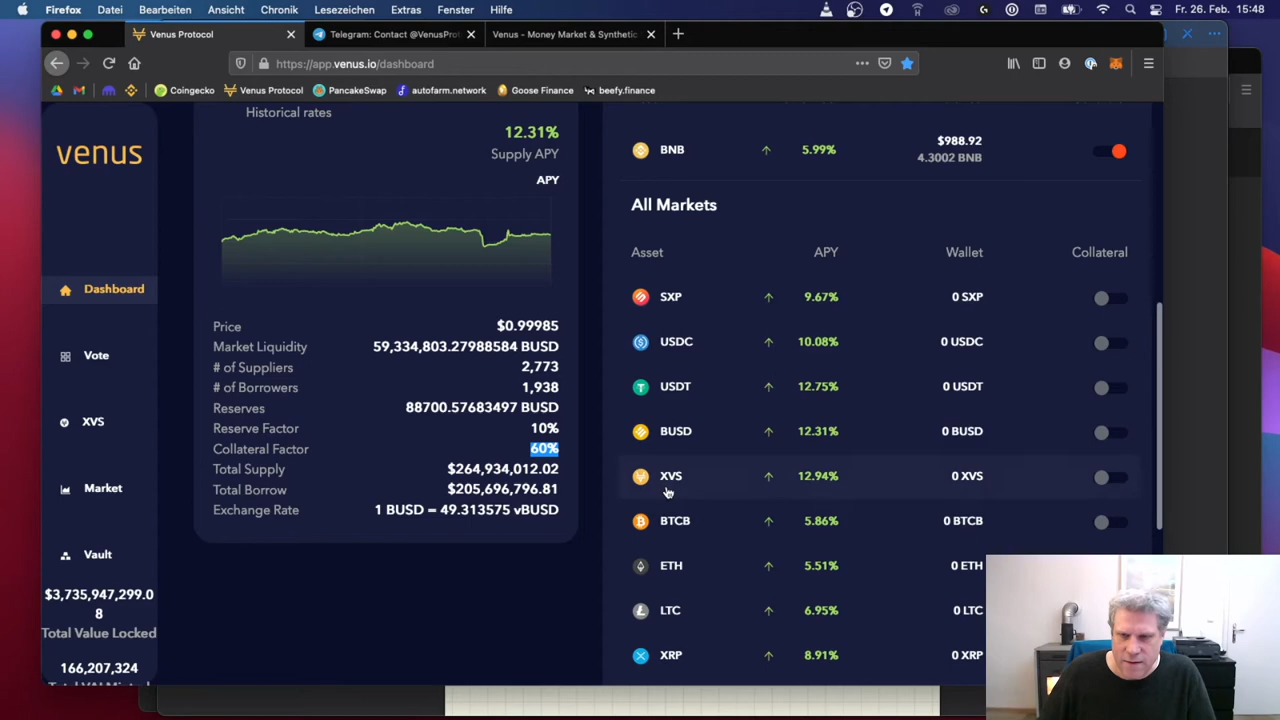 Firefox Datei Bearbeiten Ansicht Chronik Lesezeichen Extras Fenster Hilfe Fr. 26. Feb. 15:48
Venus Protocol
Telegram: Contact @VenusProt
Venus - Money Market & Synthetic
https://app.venus.io/dashboard
Coingecko Venus Protocol PancakeSwap autofarm.network Goose Finance beefy.finance
venus
Dashboard
Vote
XVS
Market
Vault
$3,735,947,299.0
8
Total Value Locked
166,207,324
Total VAI Minted
Historical rates
12.31%
Supply APY
APY
Price $0.99985
Market Liquidity 59,334,803.27988584 BUSD
# of Suppliers 2,773
# of Borrowers 1,938
Reserves 88700.57683497 BUSD
Reserve Factor 10%
Collateral Factor 60%
Total Supply $264,934,012.02
Total Borrow $205,696,796.81
Exchange Rate 1 BUSD = 49.313575 vBUSD
BNB 5.99% $988.92
4.3002 BNB
All Markets
Asset APY Wallet Collateral
SXP 9.67% 0 SXP
USDC 10.08% 0 USDC
USDT 12.75% 0 USDT
BUSD 12.31% 0 BUSD
XVS 12.94% 0 XVS
BTCB 5.86% 0 BTCB
ETH 5.51% 0 ETH
LTC 6.95% 0 LTC
XRP 8.91% 0 XRP